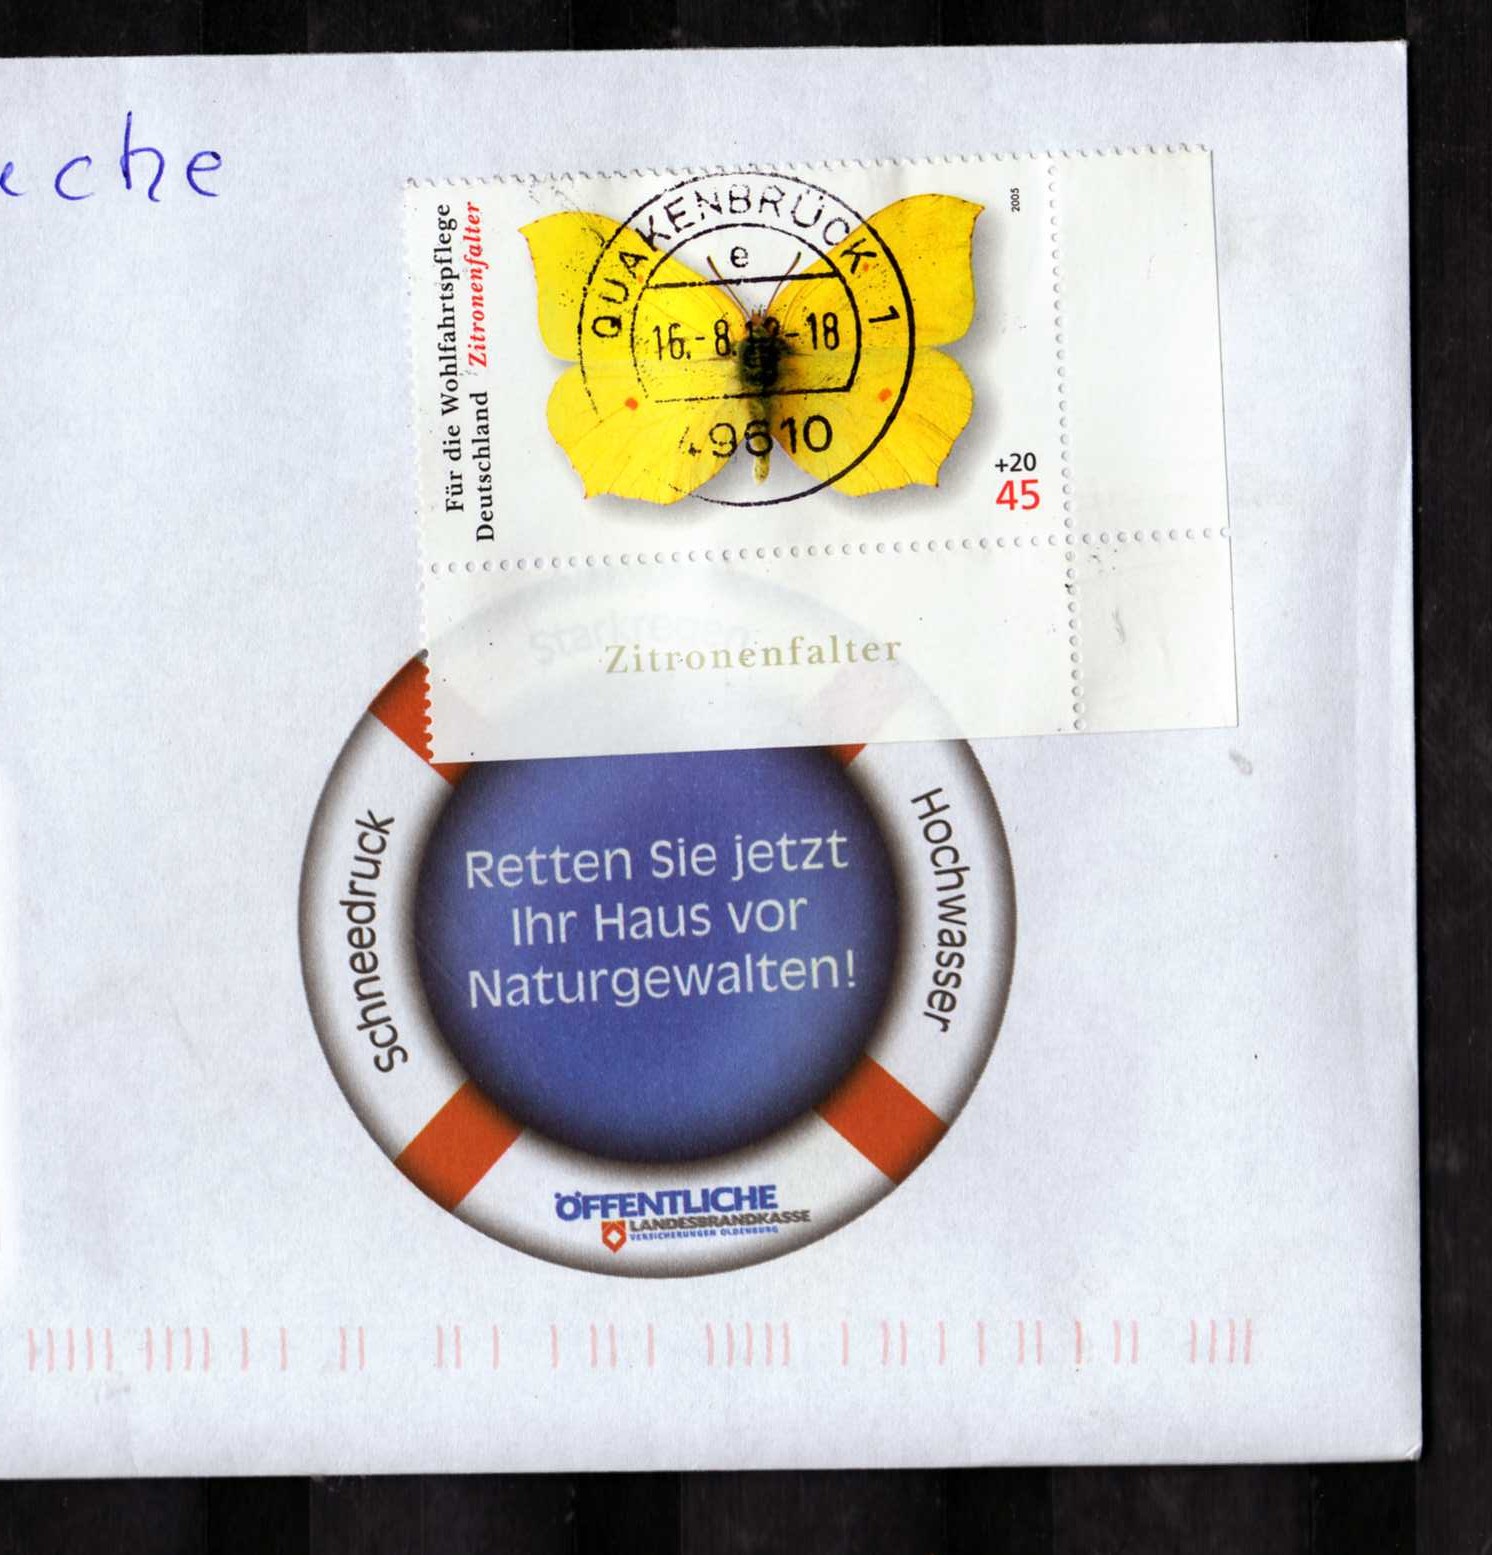 Für die Wohlfahrtspflege
Deutschland Zitronenfalter
2005
QUAKENBRÜCK 1
e
16.-8.12-18
49610
+20
45
Zitronenfalter
Starkregen
Schneedruck
Hochwasser
Retten Sie jetzt
Ihr Haus vor
Naturgewalten!
ÖFFENTLICHE
LANDESBRANDKASSE
VERSICHERUNGEN OLDENBURG